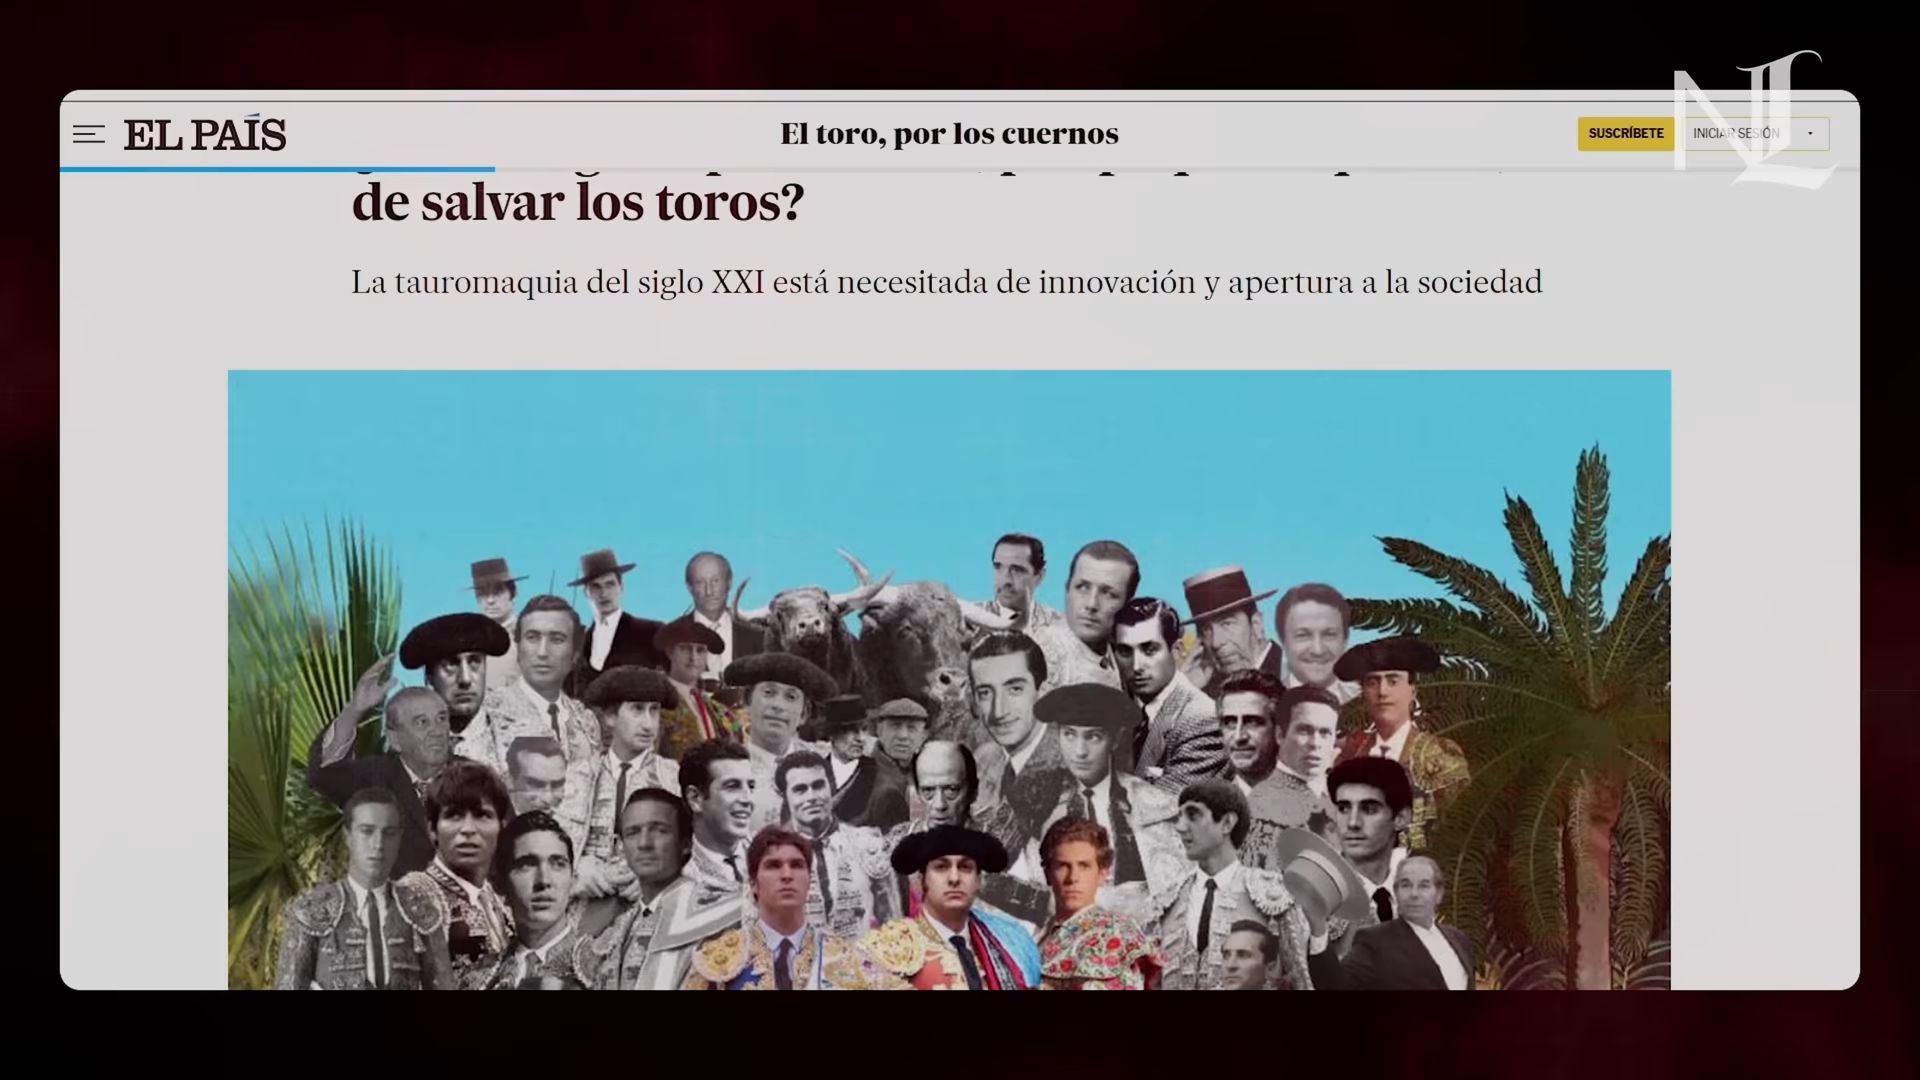 NL
EL PAÍS
El toro, por los cuernos
SUSCRÍBETE
INICIAR SESIÓN
de salvar los toros?
La tauromaquia del siglo XXI está necesitada de innovación y apertura a la sociedad